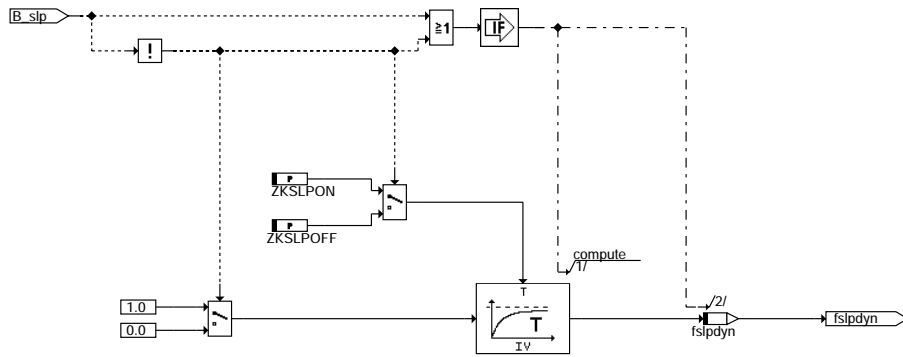 B_slp
!
≧1
IF
P
ZKSLPON
P
ZKSLPOFF
compute
1/
T
1.0
0.0
T
IV
/2/
fslpdyn
fslpdyn